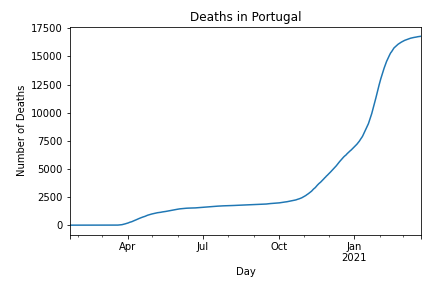 Deaths in Portugal
17500
15000
12500
10000
7500
5000
2500
0
Number of Deaths
Apr
Jul
Oct
Jan
2021
Day